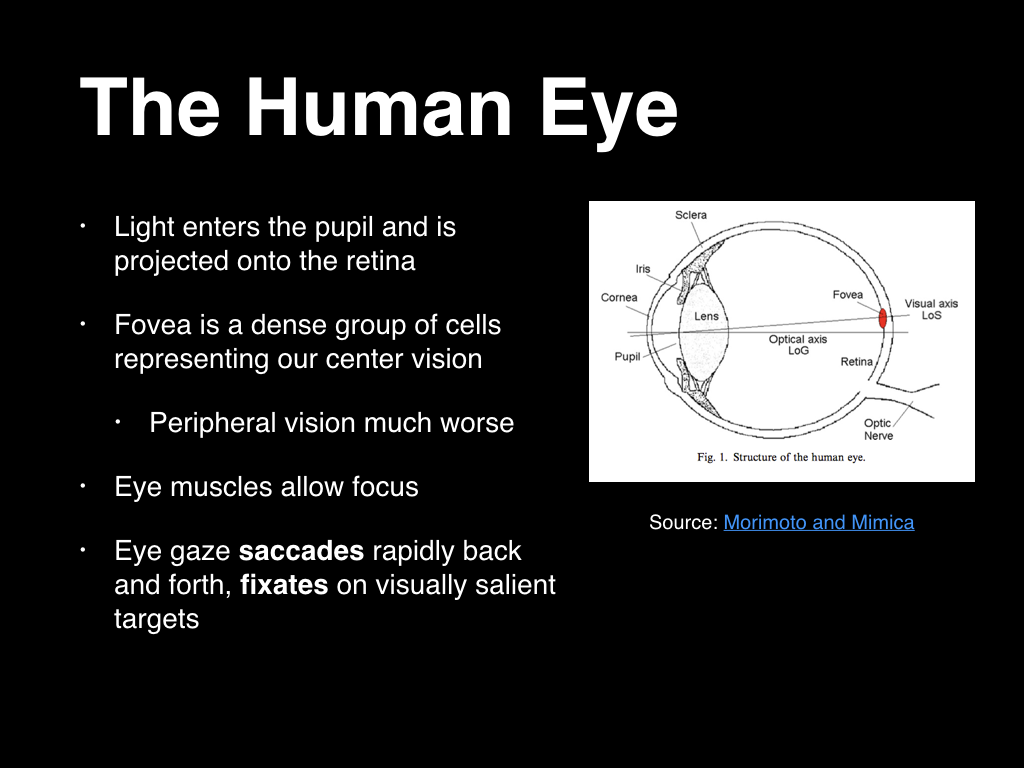 The Human Eye
• Light enters the pupil and is
projected onto the retina
• Fovea is a dense group of cells
representing our center vision
• Peripheral vision much worse
• Eye muscles allow focus
• Eye gaze saccades rapidly back
and forth, fixates on visually salient
targets
Sclera
Iris
Cornea
Lens
Pupil
Fovea
Visual axis
LoS
Optical axis
LoG
Retina
Optic
Nerve
Fig. 1. Structure of the human eye.
Source: Morimoto and Mimica